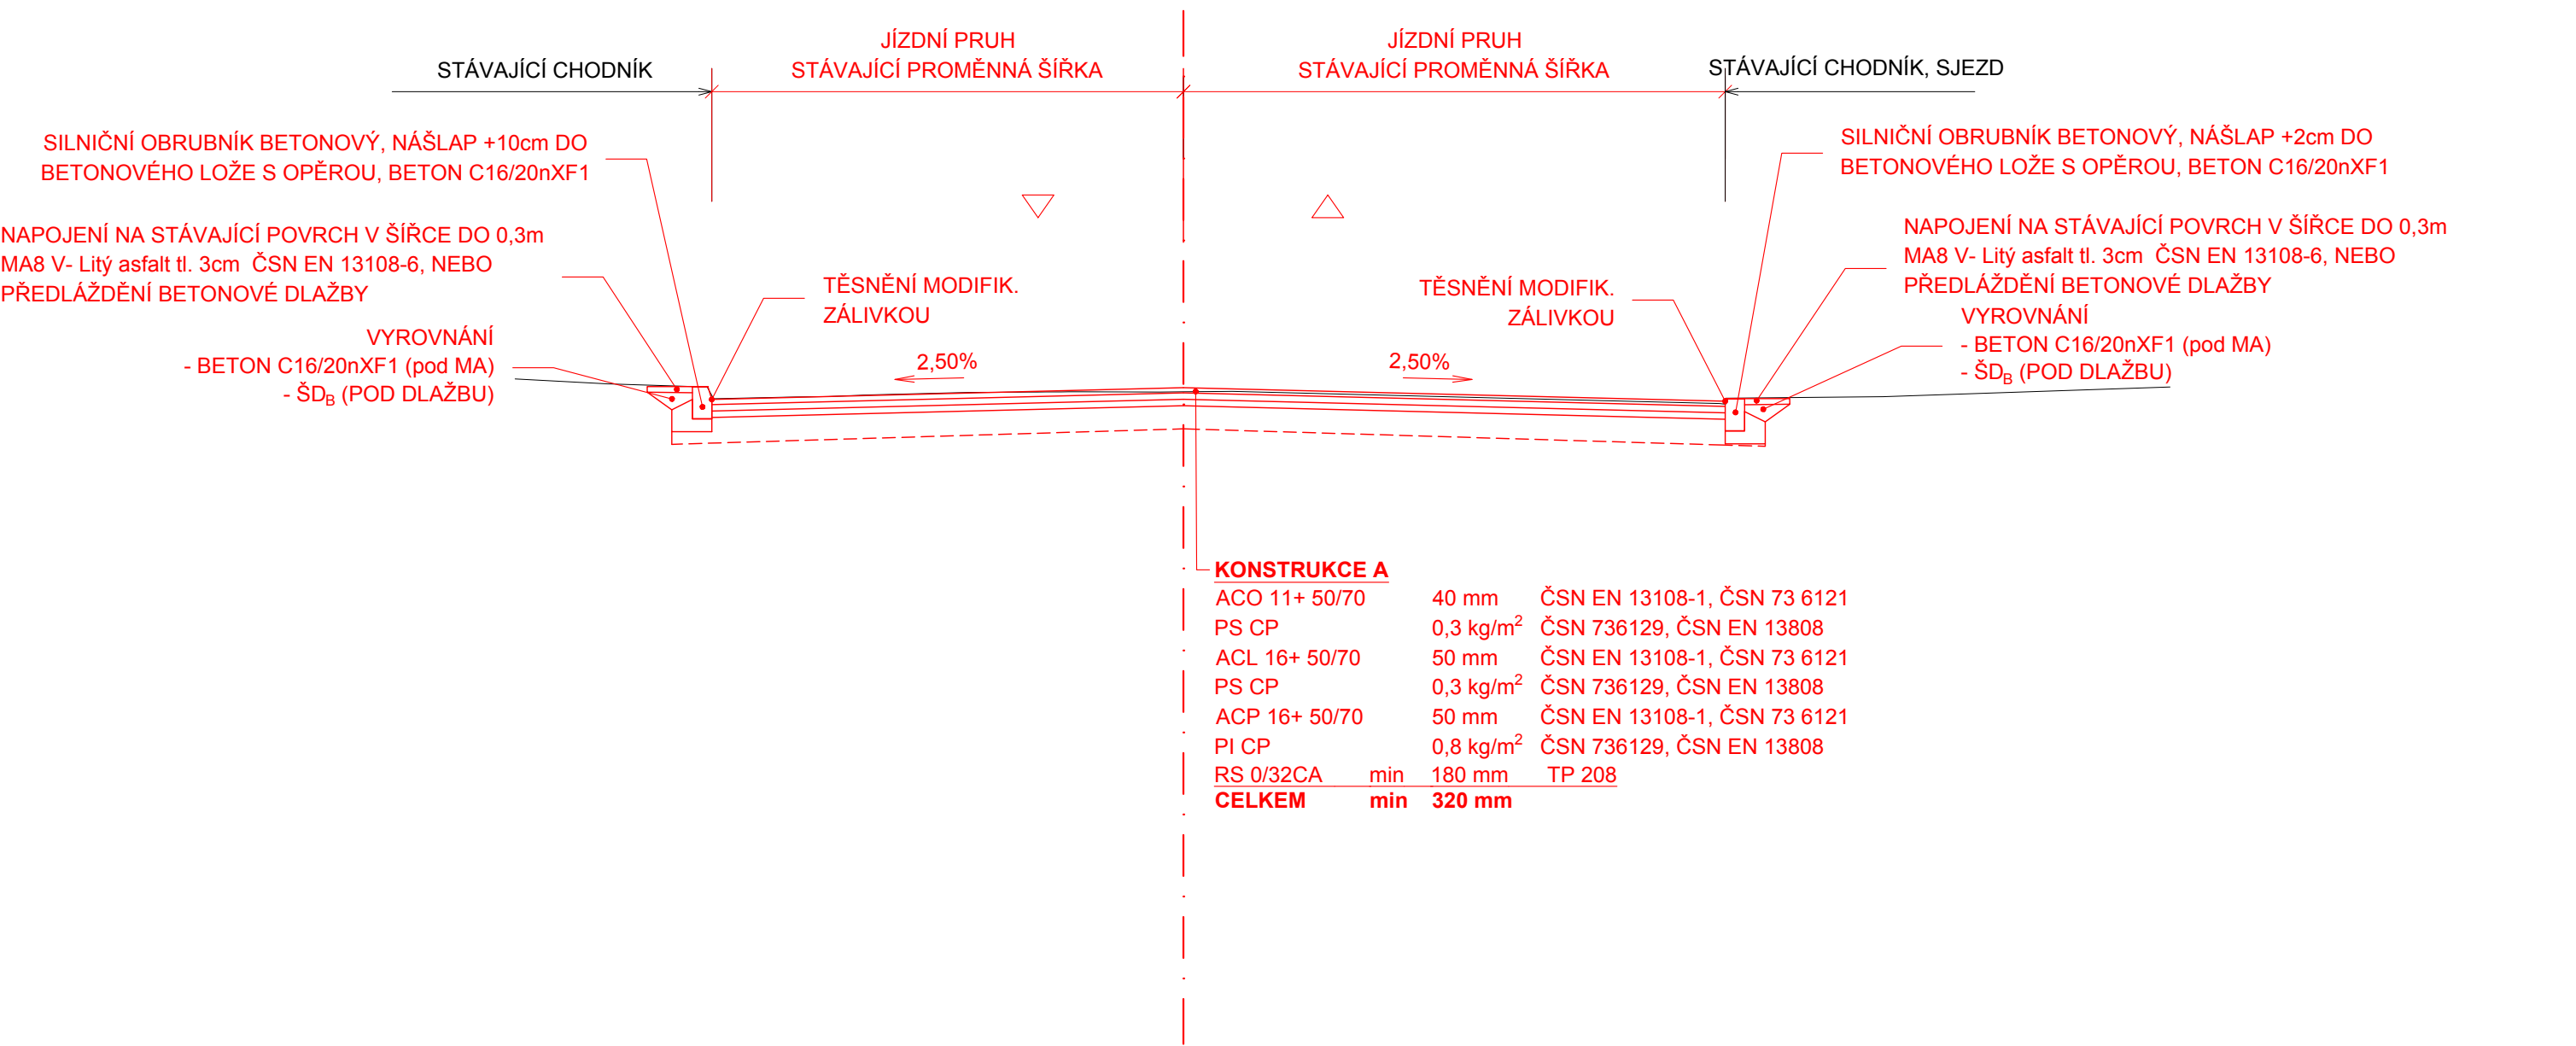 JÍZDNÍ PRUH
STÁVAJÍCÍ PROMĚNNÁ ŠÍŘKA
JÍZDNÍ PRUH
STÁVAJÍCÍ PROMĚNNÁ ŠÍŘKA
STÁVAJÍCÍ CHODNÍK
STÁVAJÍCÍ CHODNÍK, SJEZD
SILNIČNÍ OBRUBNÍK BETONOVÝ, NÁŠLAP +10cm DO
BETONOVÉHO LOŽE S OPĚROU, BETON C16/20nXF1
SILNIČNÍ OBRUBNÍK BETONOVÝ, NÁŠLAP +2cm DO
BETONOVÉHO LOŽE S OPĚROU, BETON C16/20nXF1
NAPOJENÍ NA STÁVAJÍCÍ POVRCH V ŠÍŘCE DO 0,3m
MA8 V- Litý asfalt tl. 3cm ČSN EN 13108-6, NEBO
PŘEDLÁŽDĚNÍ BETONOVÉ DLAŽBY
NAPOJENÍ NA STÁVAJÍCÍ POVRCH V ŠÍŘCE DO 0,3m
MA8 V- Litý asfalt tl. 3cm ČSN EN 13108-6, NEBO
PŘEDLÁŽDĚNÍ BETONOVÉ DLAŽBY
TĚSNĚNÍ MODIFIK.
ZÁLIVKOU
TĚSNĚNÍ MODIFIK.
ZÁLIVKOU
VYROVNÁNÍ
- BETON C16/20nXF1 (pod MA)
- ŠDB (POD DLAŽBU)
VYROVNÁNÍ
- BETON C16/20nXF1 (pod MA)
- ŠDB (POD DLAŽBU)
2,50%
2,50%
KONSTRUKCE A
ACO 11+ 50/70 40 mm ČSN EN 13108-1, ČSN 73 6121
PS CP 0,3 kg/m² ČSN 736129, ČSN EN 13808
ACL 16+ 50/70 50 mm ČSN EN 13108-1, ČSN 73 6121
PS CP 0,3 kg/m² ČSN 736129, ČSN EN 13808
ACP 16+ 50/70 50 mm ČSN EN 13108-1, ČSN 73 6121
PI CP 0,8 kg/m² ČSN 736129, ČSN EN 13808
RS 0/32CA min 180 mm TP 208
CELKEM min 320 mm